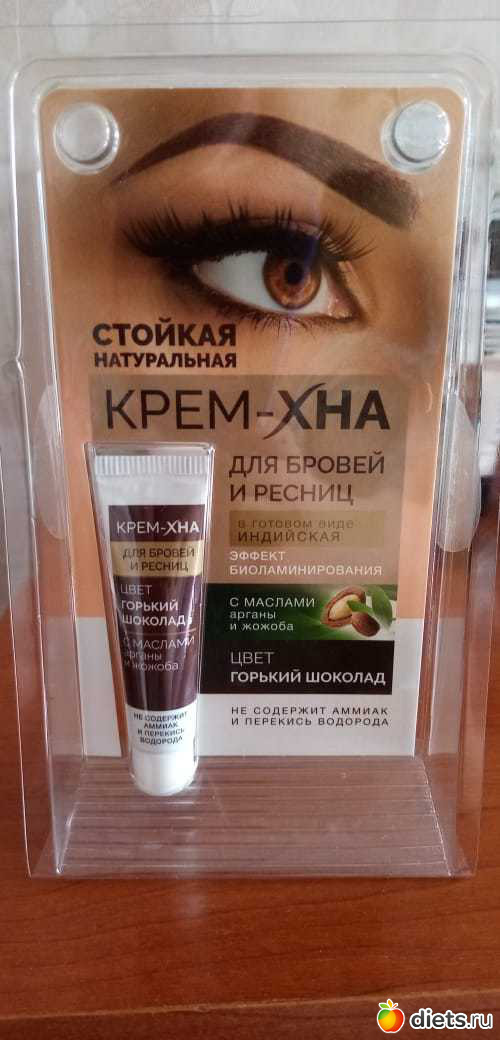 СТОЙКАЯ
НАТУРАЛЬНАЯ
КРЕМ-ХНА
ДЛЯ БРОВЕЙ
И РЕСНИЦ
в готовом виде
ИНДИЙСКАЯ
ЭФФЕКТ
БИОЛАМИНИРОВАНИЯ
С МАСЛАМИ
арганы
и жожоба
ЦВЕТ
ГОРЬКИЙ ШОКОЛАД
НЕ СОДЕРЖИТ АММИАК
И ПЕРЕКИСЬ ВОДОРОДА
КРЕМ-ХНА
ДЛЯ БРОВЕЙ
И РЕСНИЦ
ЦВЕТ
ГОРЬКИЙ
ШОКОЛАД
С МАСЛАМИ
арганы
и жожоба
НЕ СОДЕРЖИТ
АММИАК
И ПЕРЕКИСЬ
ВОДОРОДА
diets.ru